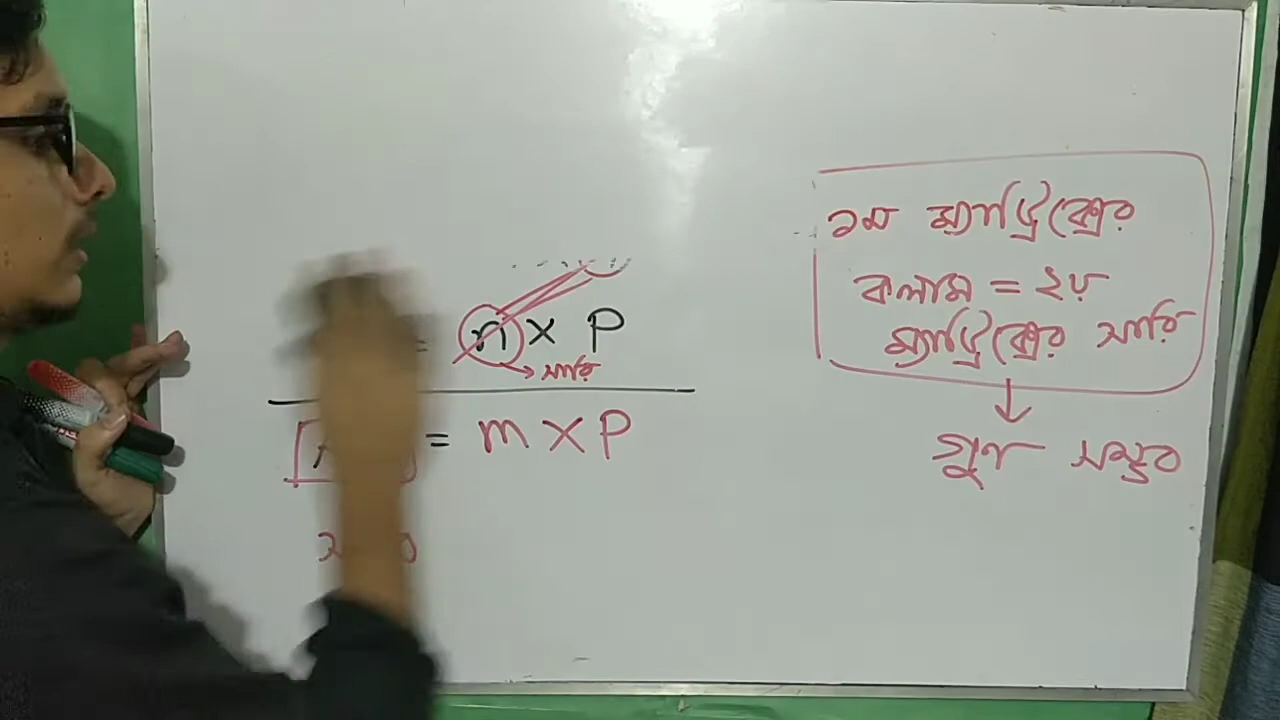 = n × P
সারি
= m × P
১ম ম্যাট্রিক্সের
কলাম = ২য়
ম্যাট্রিক্সের সারি
গুণ সম্ভব